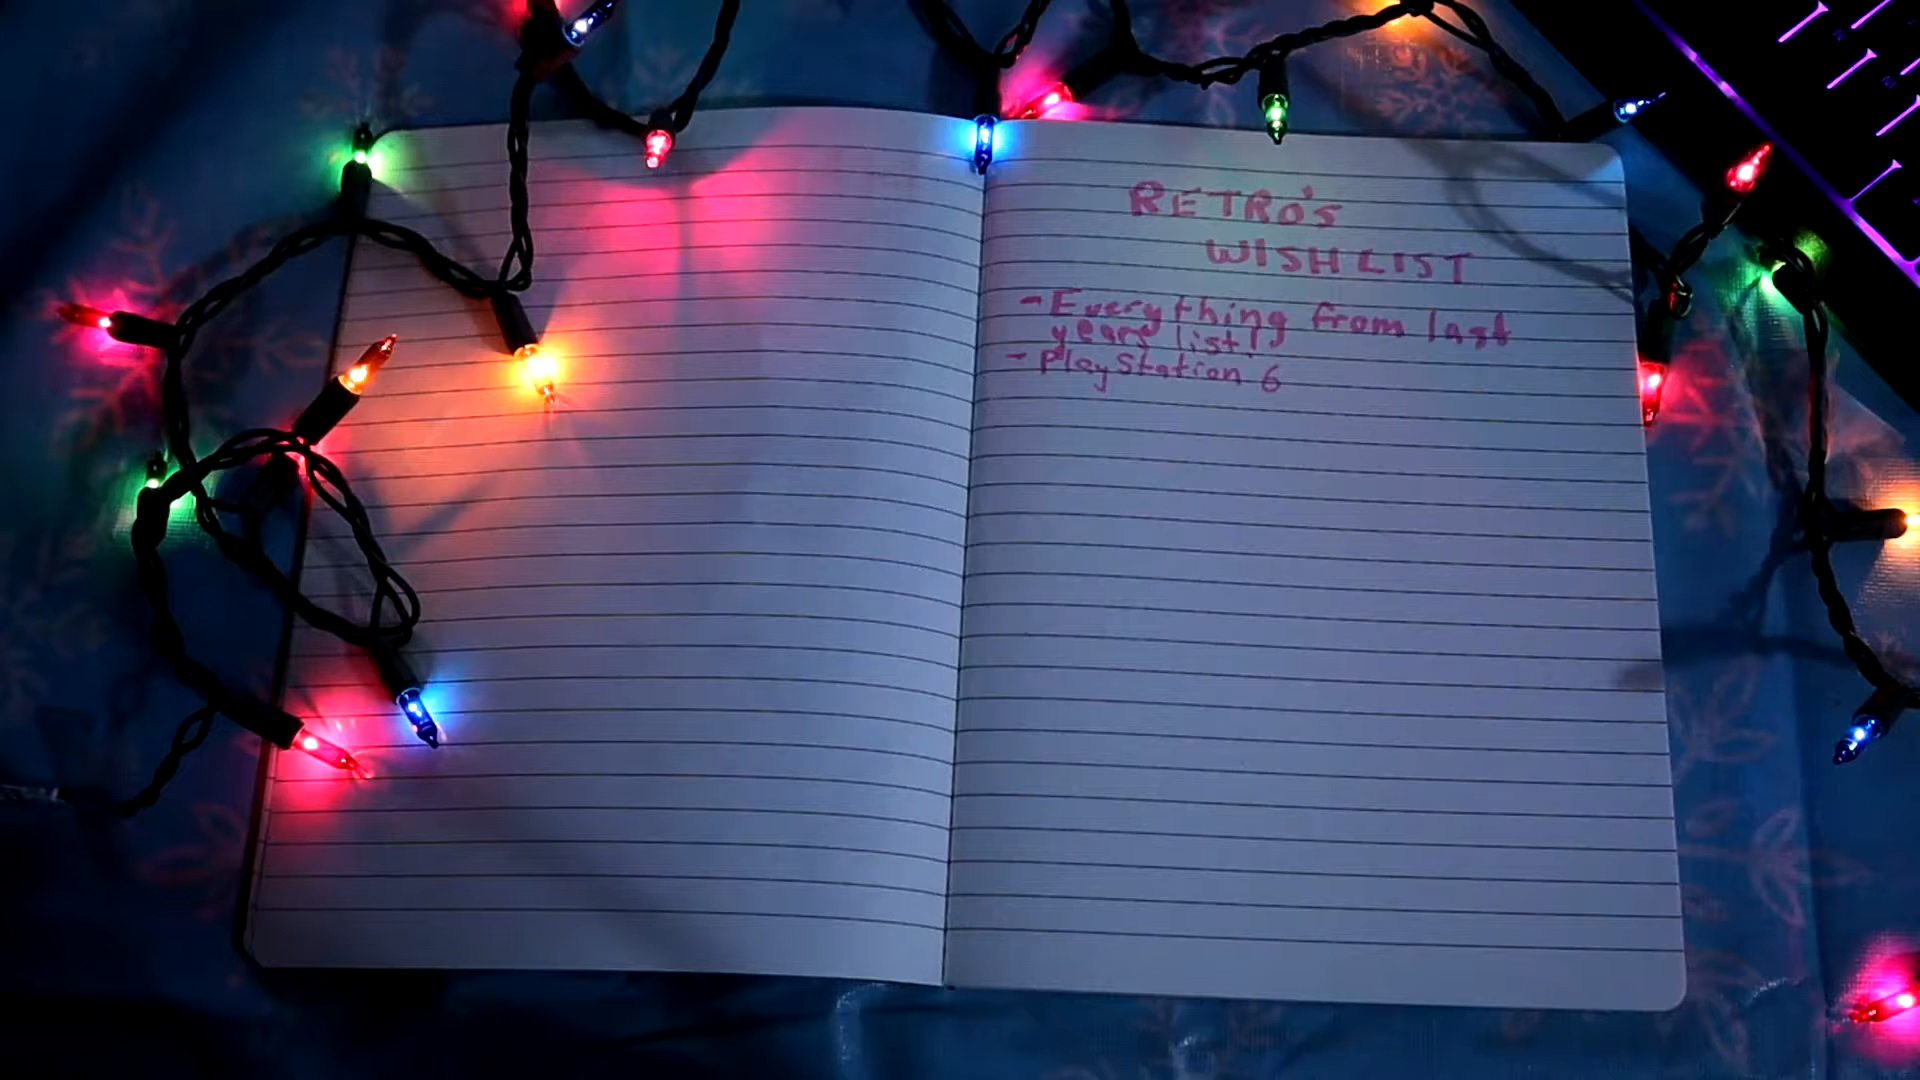 RETRO'S
WISHLIST
- Everything from last
years list!
- PlayStation 6